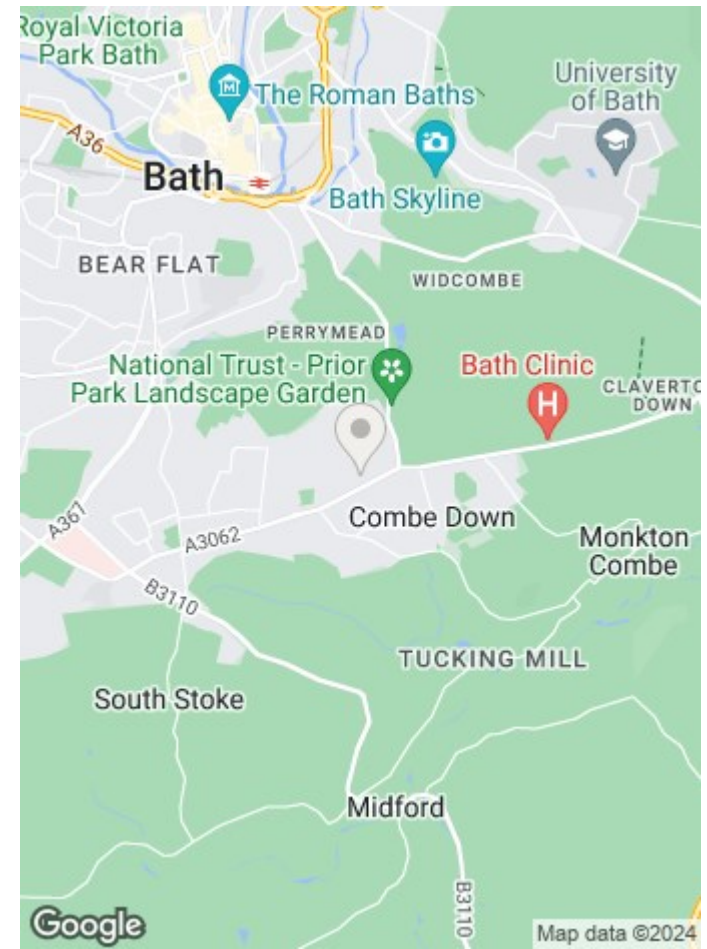 Royal Victoria
Park Bath
The Roman Baths
University
of Bath
A36
Bath
Bath Skyline
BEAR FLAT
WIDCOMBE
PERRYMEAD
National Trust - Prior
Park Landscape Garden
Bath Clinic
H
CLAVERTO
DOWN
A367
A3062
Combe Down
Monkton
Combe
B3110
TUCKING MILL
South Stoke
Midford
B3110
Google
Map data ©2024